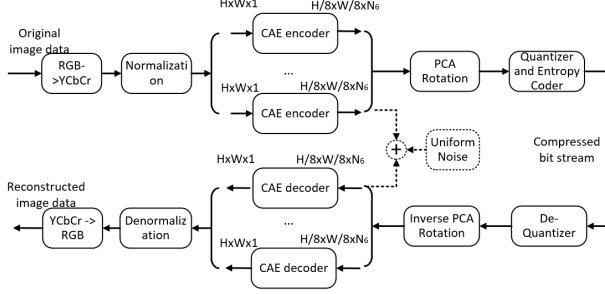 HxWx1
H/8xW/8xN6
Original
image data
RGB-
>YCbCr
Normalizati
on
CAE encoder
...
PCA
Rotation
Quantizer
and Entropy
Coder
HxWx1
H/8xW/8xN6
CAE encoder
+
Uniform
Noise
Compressed
bit stream
HxWx1
H/8xW/8xN6
CAE decoder
Reconstructed
image data
YCbCr ->
RGB
Denormaliz
ation
...
Inverse PCA
Rotation
De-
Quantizer
HxWx1
H/8xW/8xN6
CAE decoder